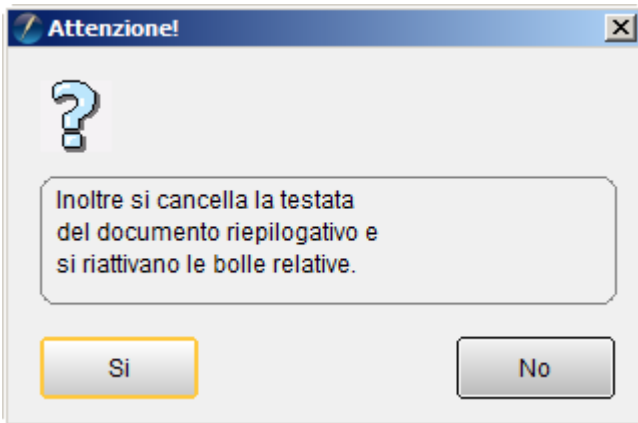 Attenzione!
Inoltre si cancella la testata
del documento riepilogativo e
si riattivano le bolle relative.
Si
No